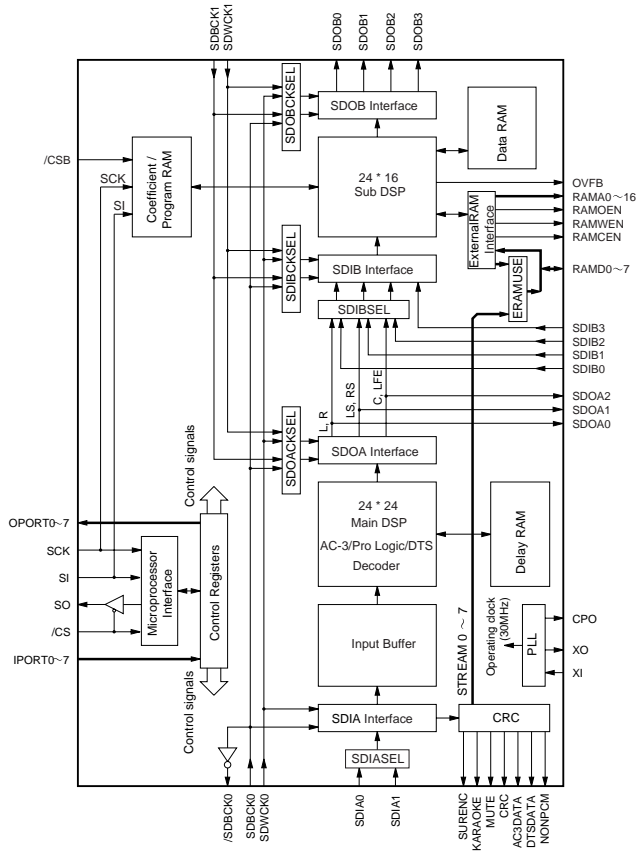 SDBCK1
SDWCK1
SDOB0
SDOB1
SDOB2
SDOB3
SDOBCKSEL
SDOB Interface
Data RAM
/CSB
SCK
SI
Coefficient /
Program RAM
24 * 16
Sub DSP
OVFB
RAMA0～16
RAMOEN
RAMWEN
RAMCEN
ExternalRAM
Interface
ERAMUSE
RAMD0～7
SDIBCKSEL
SDIB Interface
SDIBSEL
SDIB3
SDIB2
SDIB1
SDIB0
L, R
LS, RS
C, LFE
SDOA2
SDOA1
SDOA0
SDOACKSEL
SDOA Interface
Control signals
OPORT0～7
SCK
SI
SO
/CS
IPORT0～7
Microprocessor
Interface
Control Registers
24 * 24
Main DSP
AC-3/Pro Logic/DTS
Decoder
Delay RAM
Input Buffer
STREAM 0 ～ 7
Operating clock
(30MHz)
PLL
CPO
XO
XI
Control signals
SDIA Interface
CRC
SDIASEL
/SDBCK0
SDBCK0
SDWCK0
SDIA0
SDIA1
SURENC
KARAOKE
MUTE
CRC
AC3DATA
DTSDATA
NONPCM